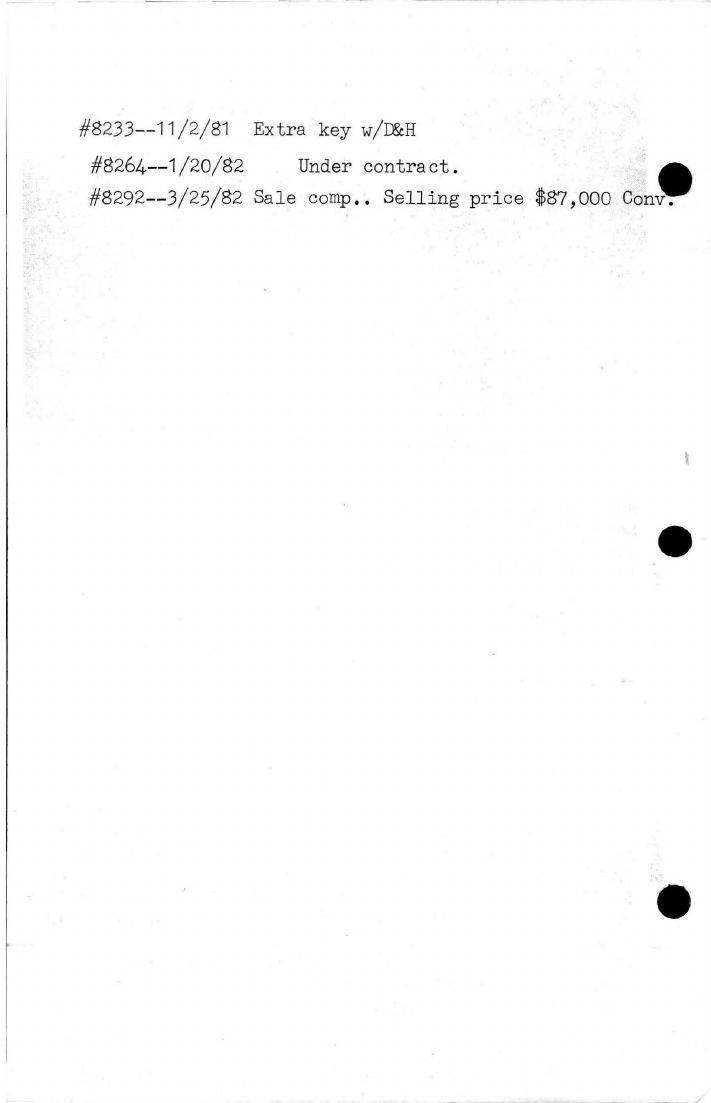 #8233--11/2/81 Extra key w/D&H
#8264--1/20/82 Under contract.
#8292--3/25/82 Sale comp.. Selling price $87,000 Conv.